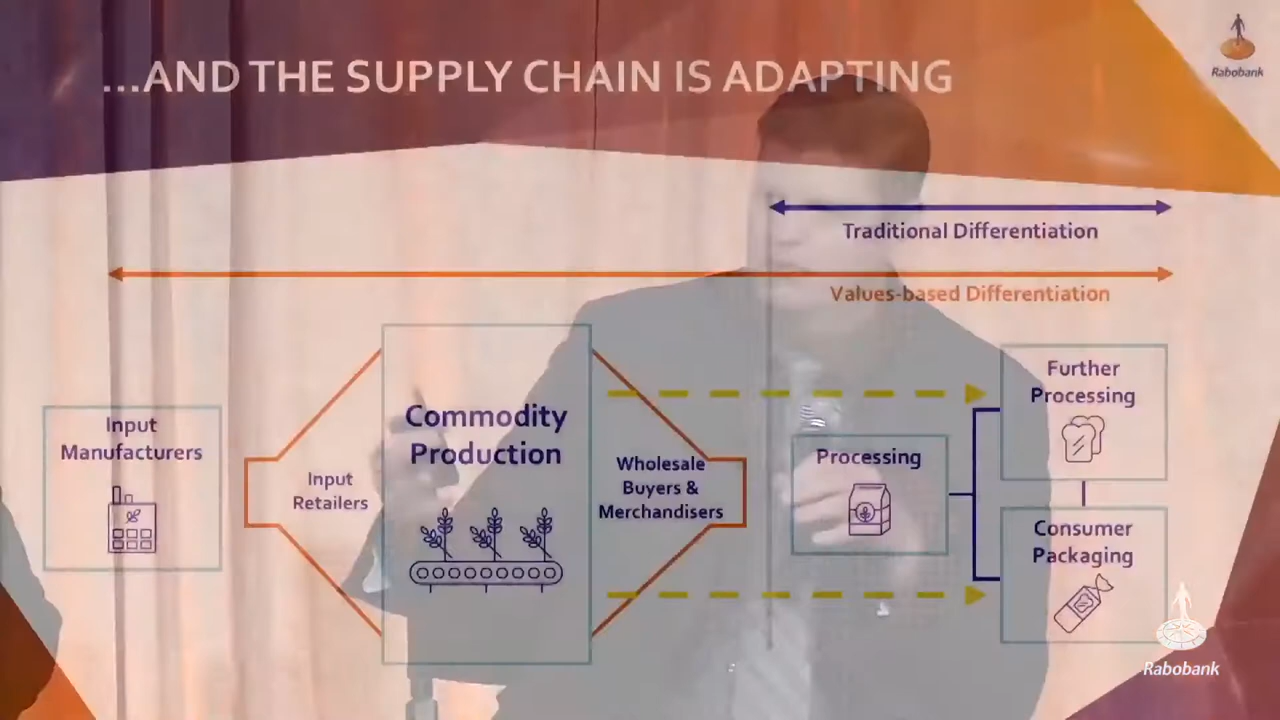 ...AND THE SUPPLY CHAIN IS ADAPTING
Rabobank
Traditional Differentiation
Values-based Differentiation
Input
Manufacturers
Input
Retailers
Commodity
Production
Wholesale
Buyers &
Merchandisers
Processing
Further
Processing
Consumer
Packaging
Rabobank